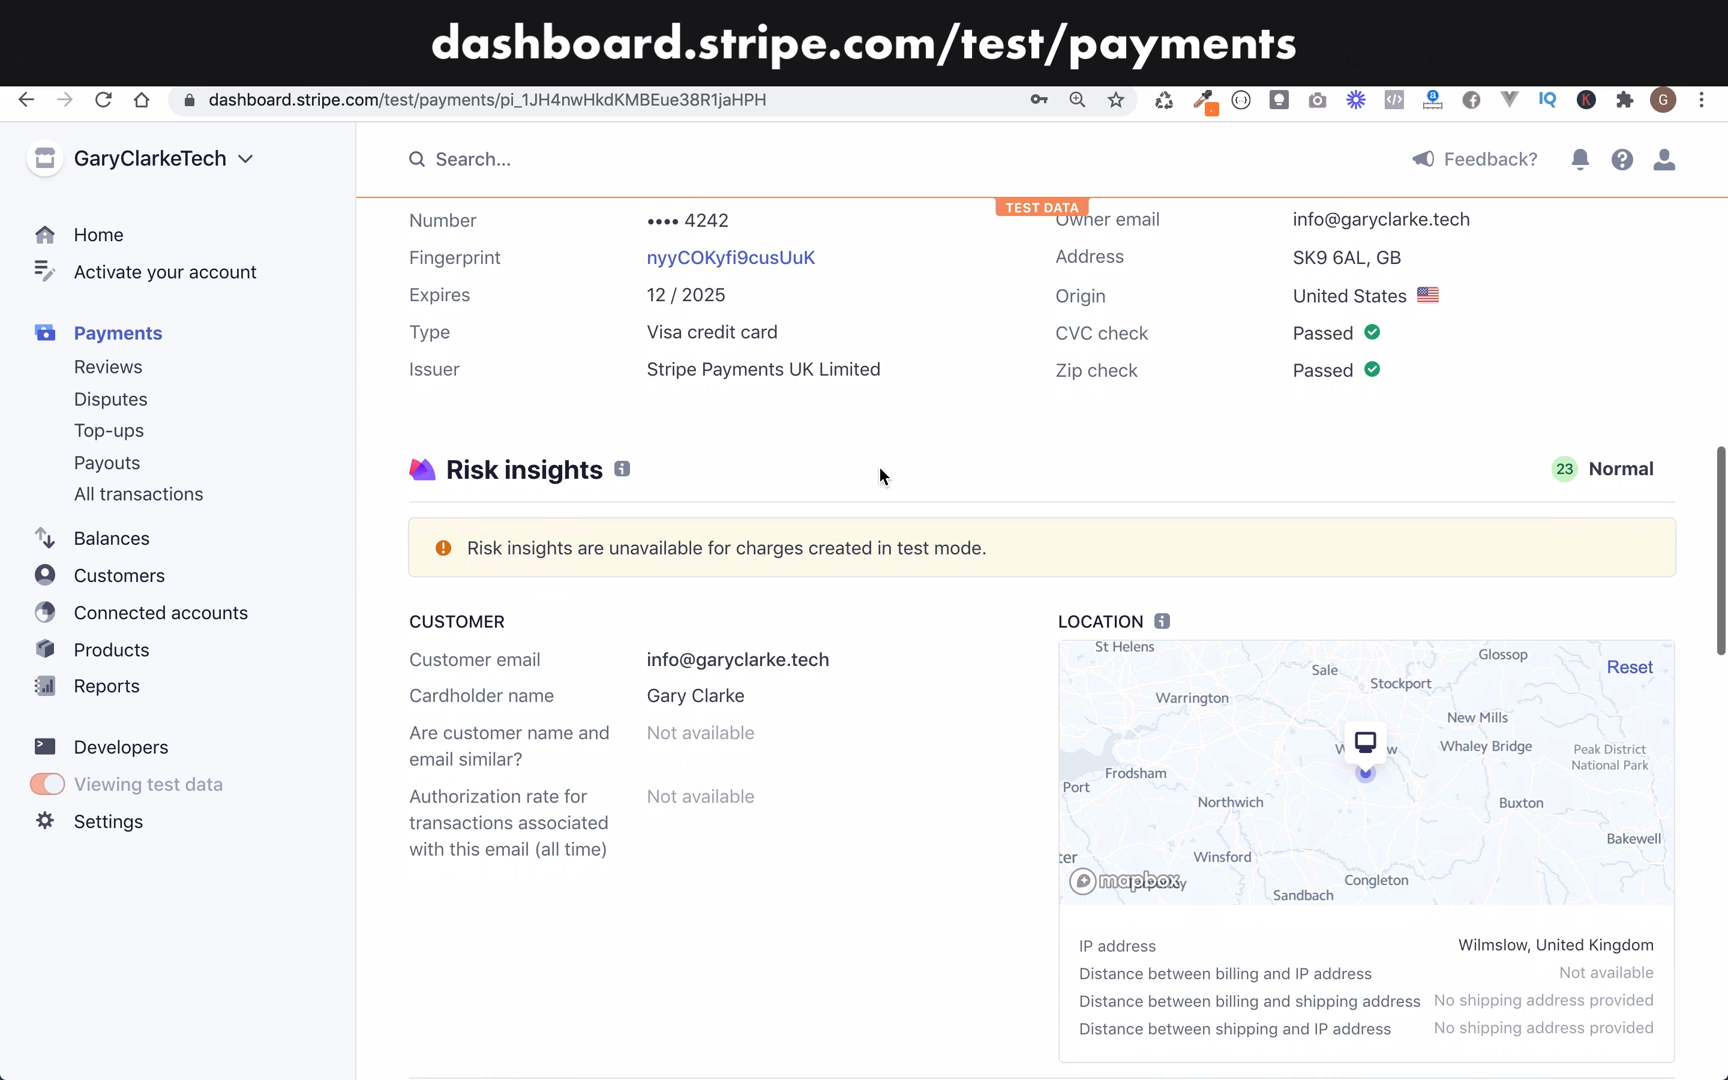 dashboard.stripe.com/test/payments
dashboard.stripe.com/test/payments/pi_1JH4nwHkdKMBEue38R1jaHPH
IQ
K
G
GaryClarkeTech
Search...
Feedback?
TEST DATA
Home
Activate your account
Payments
Reviews
Disputes
Top-ups
Payouts
All transactions
Balances
Customers
Connected accounts
Products
Reports
Developers
Viewing test data
Settings
Number •••• 4242
Fingerprint nyyCOKyfi9cusUuK
Expires 12 / 2025
Type Visa credit card
Issuer Stripe Payments UK Limited
Owner email info@garyclarke.tech
Address SK9 6AL, GB
Origin United States
CVC check Passed
Zip check Passed
Risk insights
23 Normal
Risk insights are unavailable for charges created in test mode.
CUSTOMER
Customer email info@garyclarke.tech
Cardholder name Gary Clarke
Are customer name and Not available
email similar?
Authorization rate for Not available
transactions associated
with this email (all time)
LOCATION
St Helens
Sale
Glossop
Reset
Stockport
Warrington
New Mills
Whaley Bridge
Peak District
National Park
Frodsham
Port
Northwich
Buxton
Bakewell
Winsford
Congleton
mapbox
Sandbach
IP address Wilmslow, United Kingdom
Distance between billing and IP address Not available
Distance between billing and shipping address No shipping address provided
Distance between shipping and IP address No shipping address provided